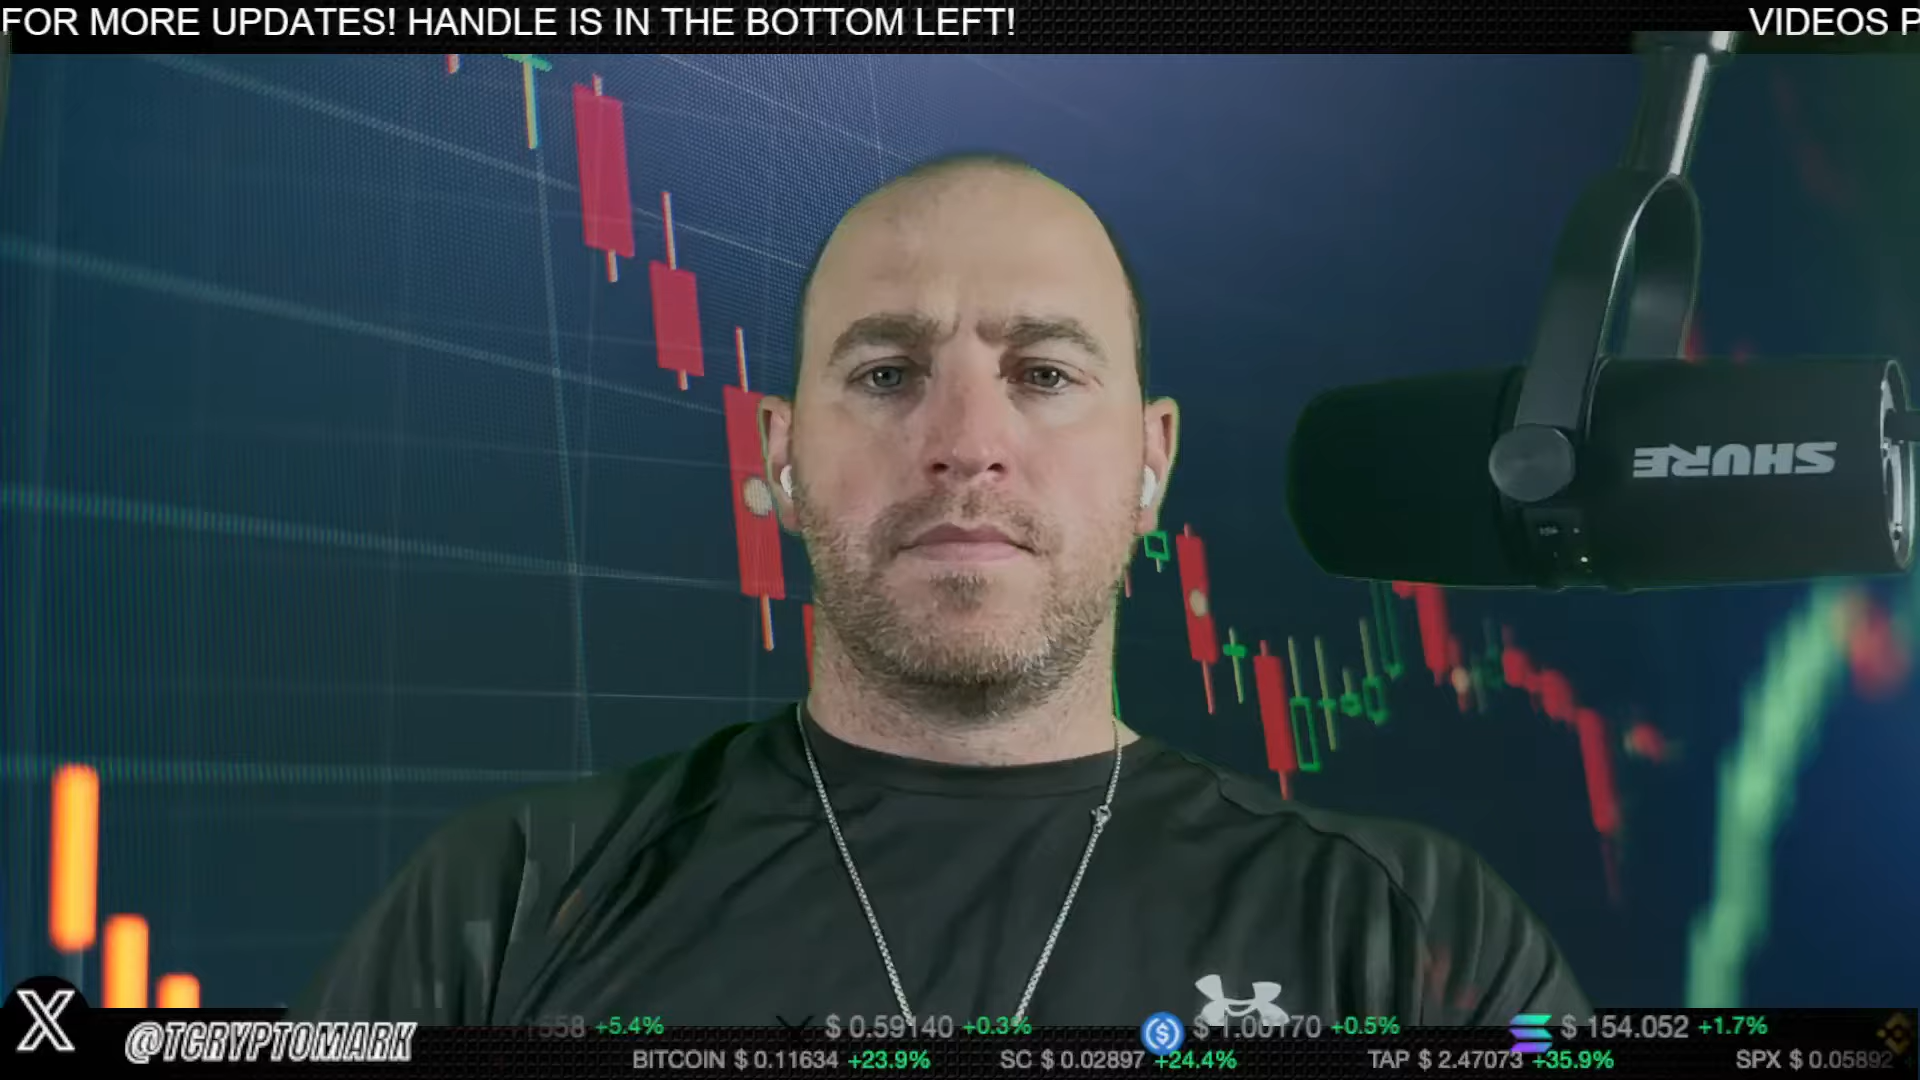 FOR MORE UPDATES! HANDLE IS IN THE BOTTOM LEFT!
VIDEOS
SHURE
@TCRYPTOMARK
+5.4% $ 0.59140 +0.3% $ 1.00170 +0.5% $ 154.052 +1.7%
BITCOIN $ 0.11634 +23.9% SC $ 0.02897 +24.4% TAP $ 2.47073 +35.9% SPX $ 0.05892